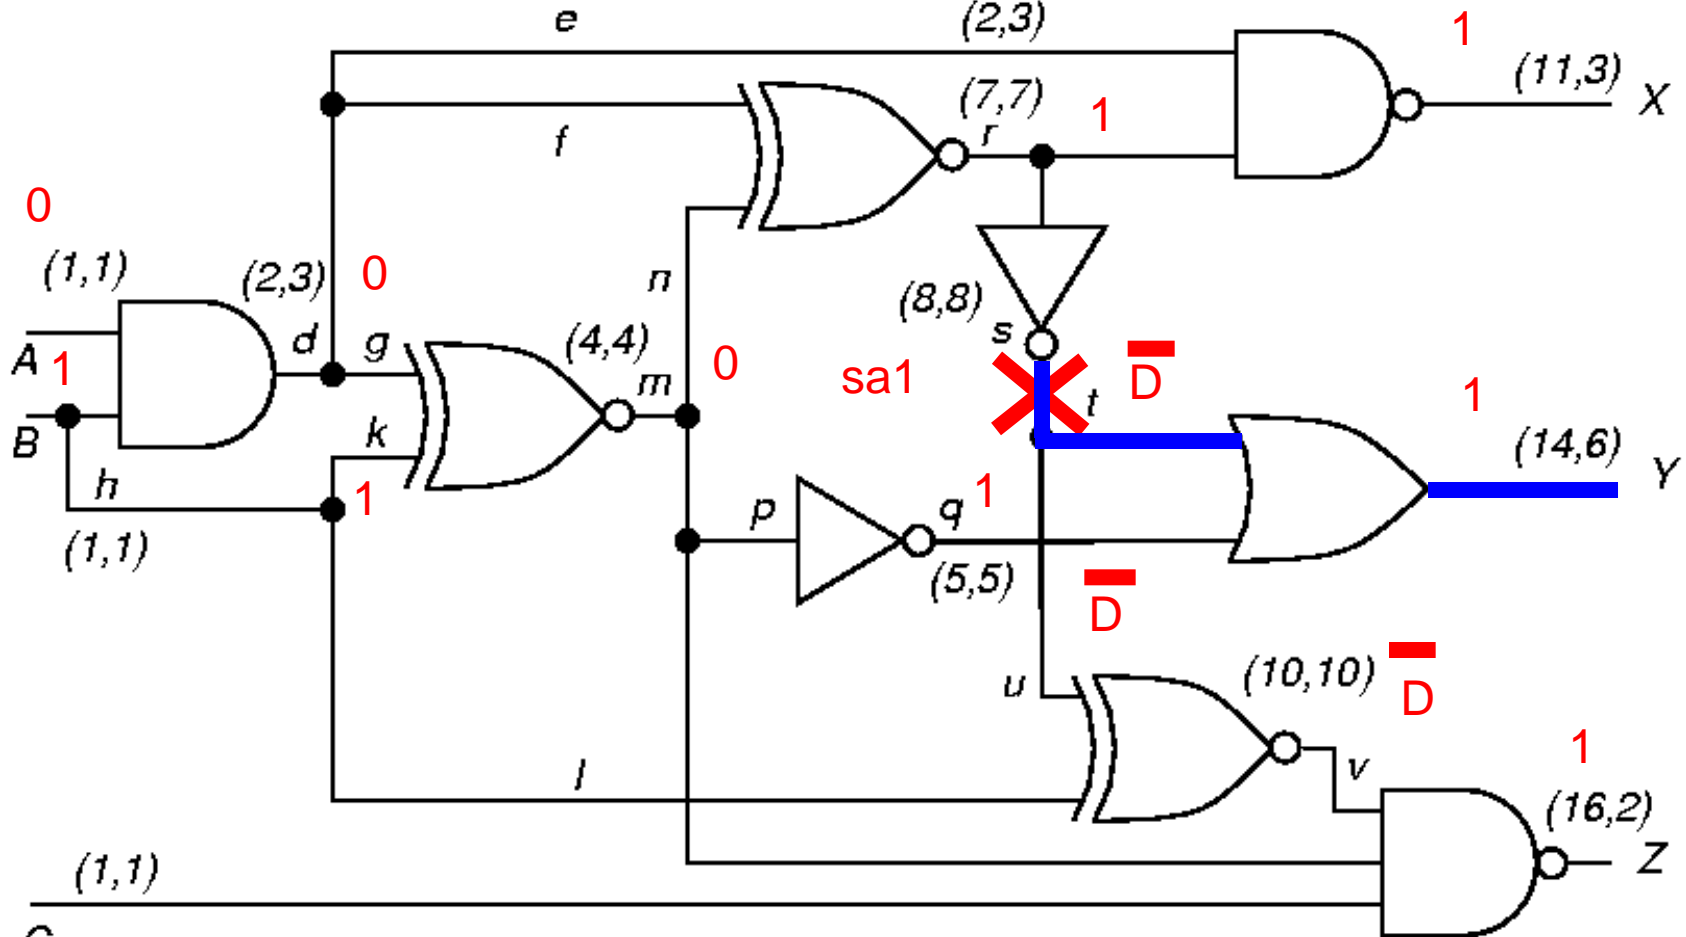 e (2,3) 1
(11,3) X
(7,7) 1
f r
0
(1,1) (2,3) 0
n
(8,8)
A 1 d g (4,4) s
m 0 sa1 D t 1
B k (14,6) Y
h 1 p q 1
(1,1) (5,5)
D
u (10,10) D
l v 1
(16,2)
(1,1) Z